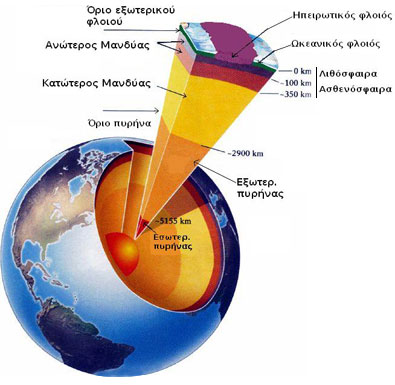 Όριο εξωτερικού
φλοιού
Ανώτερος Μανδύας
Κατώτερος Μανδύας
Όριο πυρήνα
Ηπειρωτικός φλοιός
Ωκεανικός φλοιός
0 km
~100 km
~350 km
Λιθόσφαιρα
Ασθενόσφαιρα
~2900 km
Εξωτερ.
πυρήνας
~5155 km
Εσωτερ.
πυρήνας